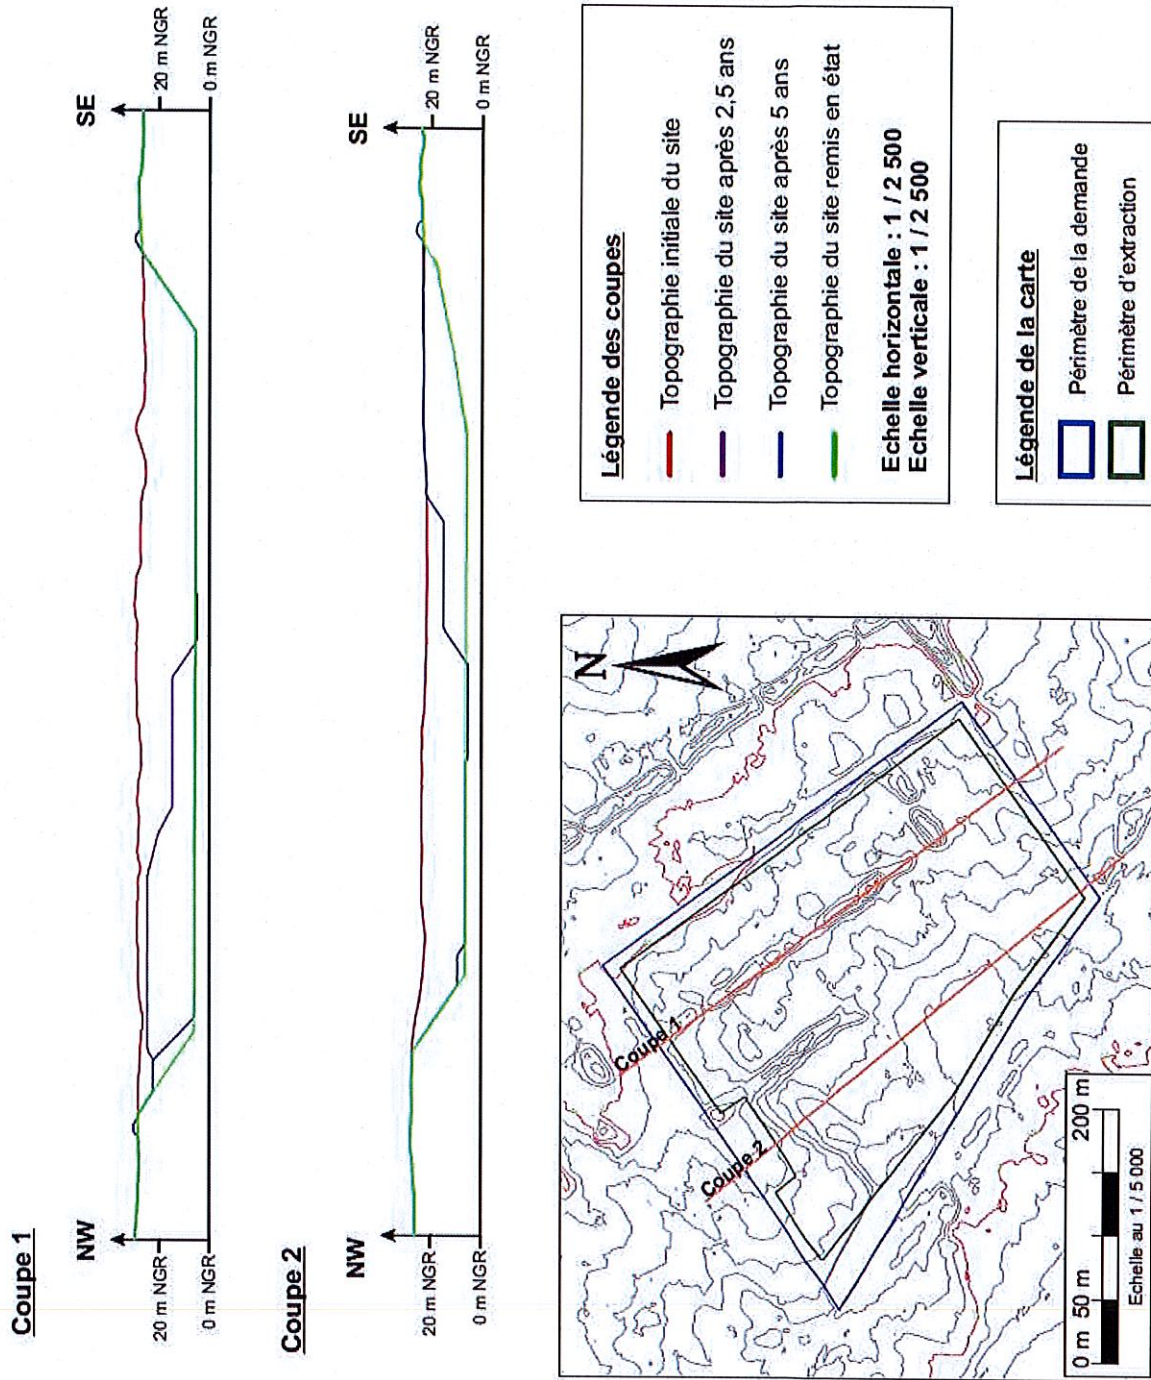 Coupe 1
NW
SE
20 m NGR
0 m NGR
20 m NGR
0 m NGR
Coupe 2
NW
SE
20 m NGR
0 m NGR
20 m NGR
0 m NGR
N
Coupe 1
Coupe 2
0 m 50 m 200 m
Echelle au 1 / 5 000
Légende des coupes
Topographie initiale du site
Topographie du site après 2,5 ans
Topographie du site après 5 ans
Topographie du site remis en état
Echelle horizontale : 1 / 2 500
Echelle verticale : 1 / 2 500
Légende de la carte
Périmètre de la demande
Périmètre d'extraction